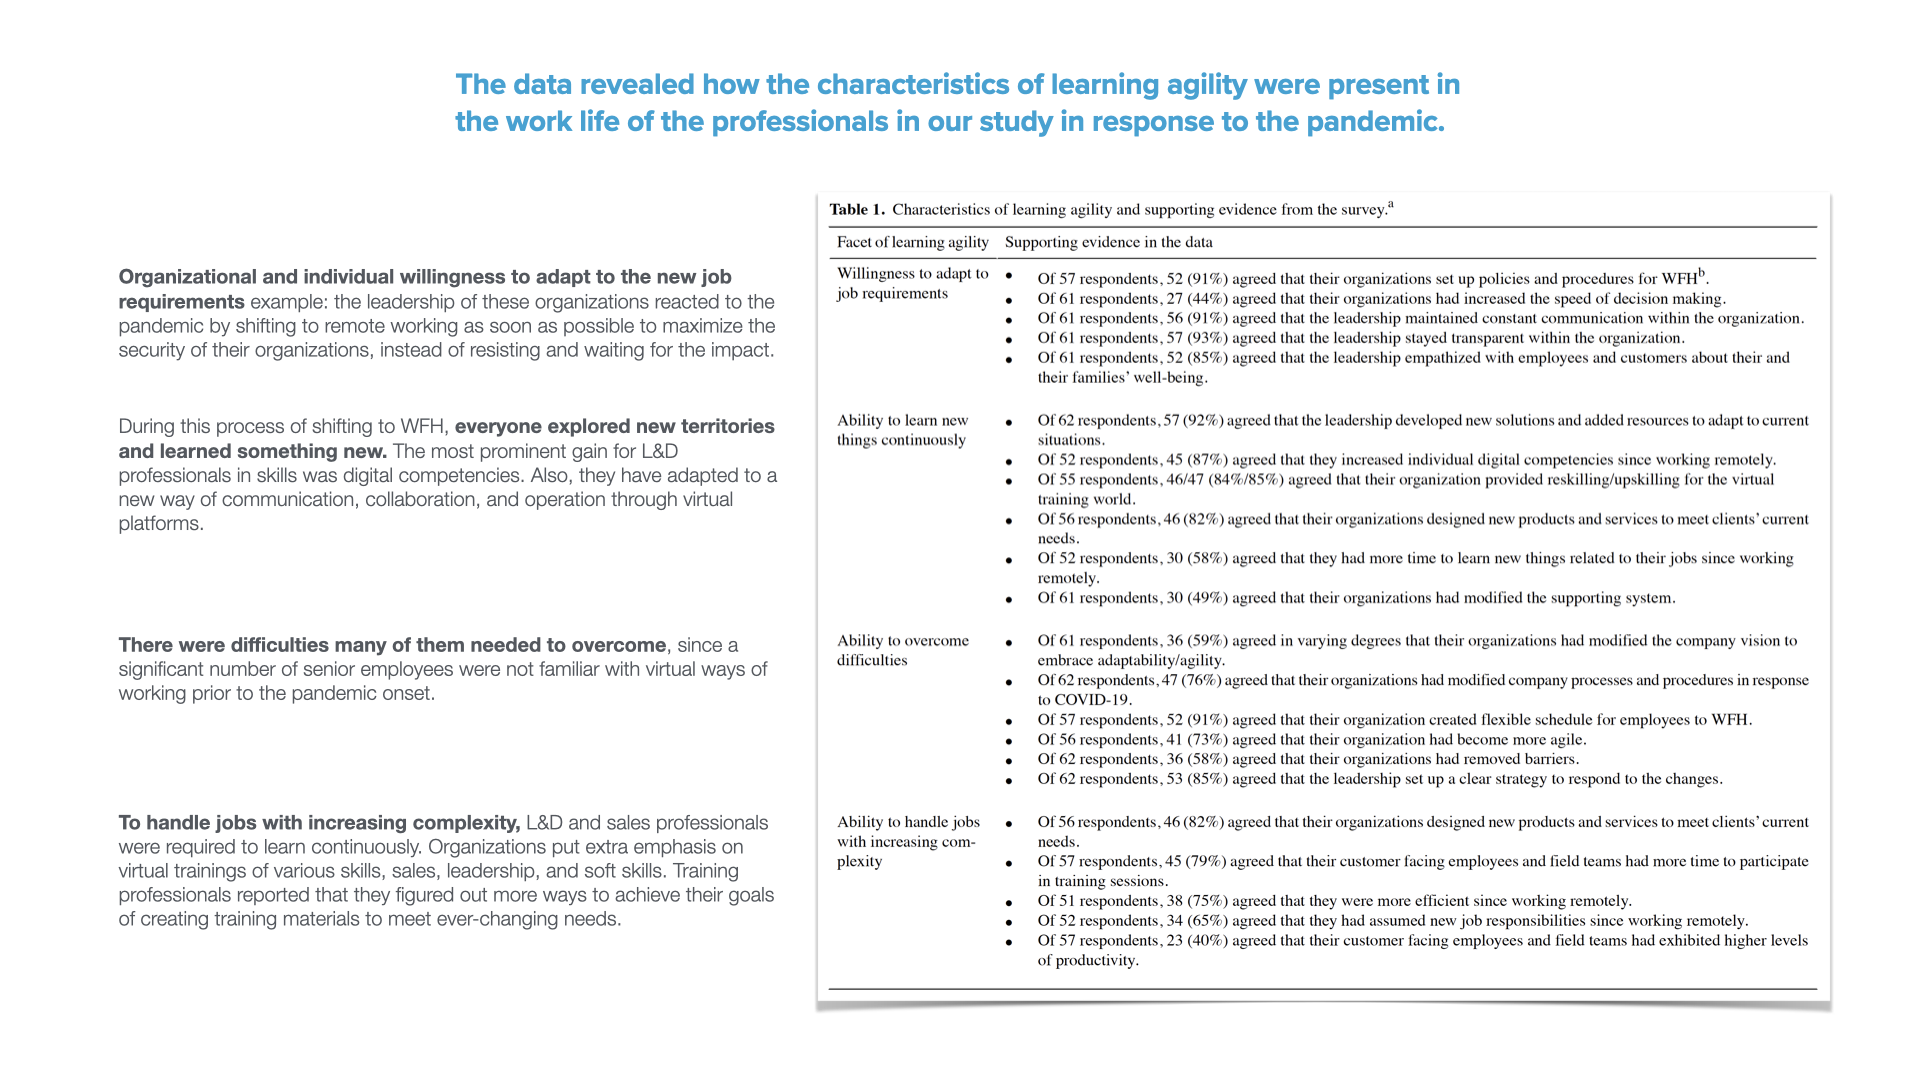 The data revealed how the characteristics of learning agility were present in
the work life of the professionals in our study in response to the pandemic.
Organizational and individual willingness to adapt to the new job
requirements example: the leadership of these organizations reacted to the
pandemic by shifting to remote working as soon as possible to maximize the
security of their organizations, instead of resisting and waiting for the impact.
During this process of shifting to WFH, everyone explored new territories
and learned something new. The most prominent gain for L&D
professionals in skills was digital competencies. Also, they have adapted to a
new way of communication, collaboration, and operation through virtual
platforms.
There were difficulties many of them needed to overcome, since a
significant number of senior employees were not familiar with virtual ways of
working prior to the pandemic onset.
To handle jobs with increasing complexity, L&D and sales professionals
were required to learn continuously. Organizations put extra emphasis on
virtual trainings of various skills, sales, leadership, and soft skills. Training
professionals reported that they figured out more ways to achieve their goals
of creating training materials to meet ever-changing needs.
Table 1. Characteristics of learning agility and supporting evidence from the survey.a
Facet of learning agility Supporting evidence in the data
Willingness to adapt to
job requirements
• Of 57 respondents, 52 (91%) agreed that their organizations set up policies and procedures for WFHb.
• Of 61 respondents, 27 (44%) agreed that their organizations had increased the speed of decision making.
• Of 61 respondents, 56 (91%) agreed that the leadership maintained constant communication within the organization.
• Of 61 respondents, 57 (93%) agreed that the leadership stayed transparent within the organization.
• Of 61 respondents, 52 (85%) agreed that the leadership empathized with employees and customers about their and
their families' well-being.
Ability to learn new
things continuously
• Of 62 respondents, 57 (92%) agreed that the leadership developed new solutions and added resources to adapt to current
situations.
• Of 52 respondents, 45 (87%) agreed that they increased individual digital competencies since working remotely.
• Of 55 respondents, 46/47 (84%/85%) agreed that their organization provided reskilling/upskilling for the virtual
training world.
• Of 56 respondents, 46 (82%) agreed that their organizations designed new products and services to meet clients' current
needs.
• Of 52 respondents, 30 (58%) agreed that they had more time to learn new things related to their jobs since working
remotely.
• Of 61 respondents, 30 (49%) agreed that their organizations had modified the supporting system.
Ability to overcome
difficulties
• Of 61 respondents, 36 (59%) agreed in varying degrees that their organizations had modified the company vision to
embrace adaptability/agility.
• Of 62 respondents, 47 (76%) agreed that their organizations had modified company processes and procedures in response
to COVID-19.
• Of 57 respondents, 52 (91%) agreed that their organization created flexible schedule for employees to WFH.
• Of 56 respondents, 41 (73%) agreed that their organization had become more agile.
• Of 62 respondents, 36 (58%) agreed that their organizations had removed barriers.
• Of 62 respondents, 53 (85%) agreed that the leadership set up a clear strategy to respond to the changes.
Ability to handle jobs
with increasing com-
plexity
• Of 56 respondents, 46 (82%) agreed that their organizations designed new products and services to meet clients' current
needs.
• Of 57 respondents, 45 (79%) agreed that their customer facing employees and field teams had more time to participate
in training sessions.
• Of 51 respondents, 38 (75%) agreed that they were more efficient since working remotely.
• Of 52 respondents, 34 (65%) agreed that they had assumed new job responsibilities since working remotely.
• Of 57 respondents, 23 (40%) agreed that their customer facing employees and field teams had exhibited higher levels
of productivity.